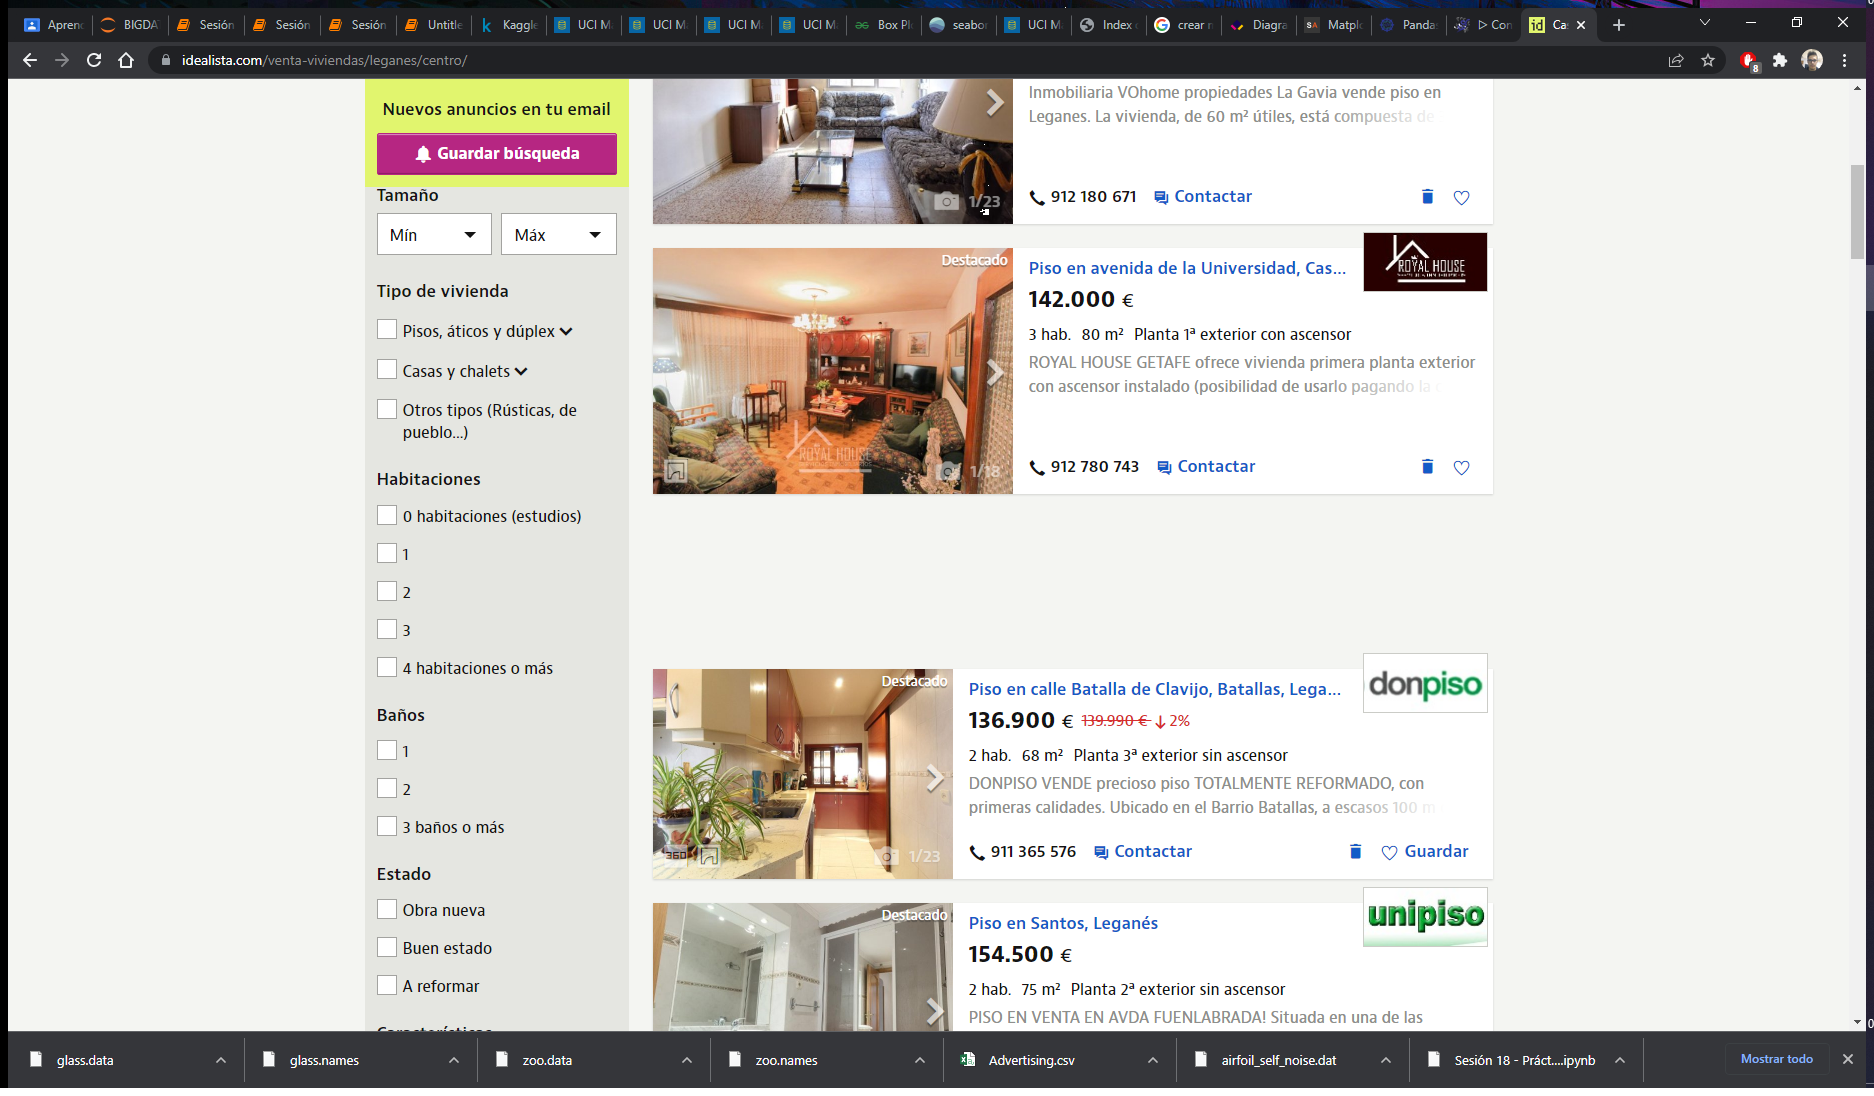 Aprend
BIGDA
Sesión
Sesión
Sesión
Untitle
Kaggle
UCI M
UCI M
UCI M
UCI M
Box Pl
seabor
UCI M
Index
crear n
Diagra
Matpl
Panda
Con
Ca
idealista.com/venta-viviendas/leganes/centro/
8
Nuevos anuncios en tu email
Guardar búsqueda
Tamaño
Mín
Máx
Tipo de vivienda
Pisos, áticos y dúplex
Casas y chalets
Otros tipos (Rústicas, de
pueblo...)
Habitaciones
0 habitaciones (estudios)
1
2
3
4 habitaciones o más
Baños
1
2
3 baños o más
Estado
Obra nueva
Buen estado
A reformar
Características
1/23
Inmobiliaria VOhome propiedades La Gavia vende piso en
Leganes. La vivienda, de 60 m² útiles, está compuesta de
912 180 671
Contactar
Destacado
ROYAL HOUSE
1/18
Piso en avenida de la Universidad, Cas...
ROYAL HOUSE
142.000 €
3 hab. 80 m² Planta 1ª exterior con ascensor
ROYAL HOUSE GETAFE ofrece vivienda primera planta exterior
con ascensor instalado (posibilidad de usarlo pagando la
912 780 743
Contactar
Destacado
360
1/23
Piso en calle Batalla de Clavijo, Batallas, Lega...
donpiso
136.900 € 139.990 € 2%
2 hab. 68 m² Planta 3ª exterior sin ascensor
DONPISO VENDE precioso piso TOTALMENTE REFORMADO, con
primeras calidades. Ubicado en el Barrio Batallas, a escasos 100 m
911 365 576
Contactar
Guardar
Destacado
Piso en Santos, Leganés
unipiso
154.500 €
2 hab. 75 m² Planta 2ª exterior sin ascensor
PISO EN VENTA EN AVDA FUENLABRADA! Situada en una de las
glass.data
glass.names
zoo.data
zoo.names
Advertising.csv
airfoil_self_noise.dat
Sesión 18 - Práct....ipynb
Mostrar todo